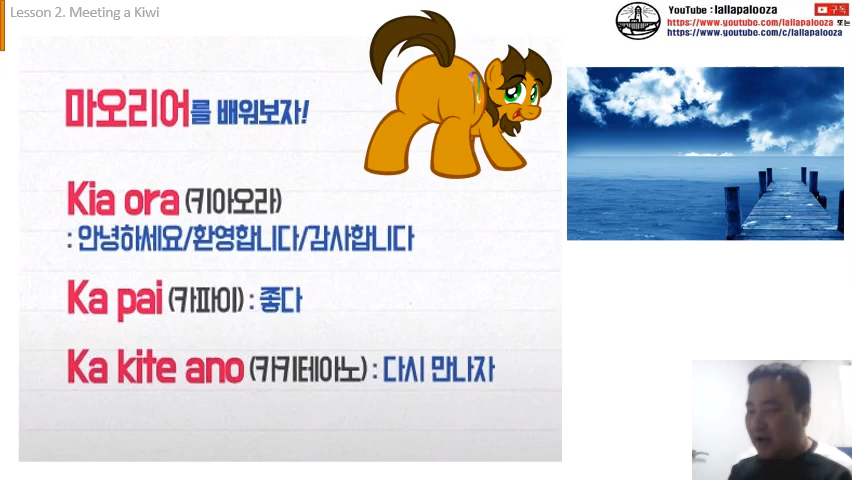 Lesson 2. Meeting a Kiwi
YouTube : lallapalooza 구독
https://www.youtube.com/lallapalooza 또는
https://www.youtube.com/c/lallapalooza
마오리어를 배워보자!
Kia ora (키아오라)
: 안녕하세요/환영합니다/감사합니다
Ka pai (카파이) : 좋다
Ka kite ano (카키테아노) : 다시 만나자